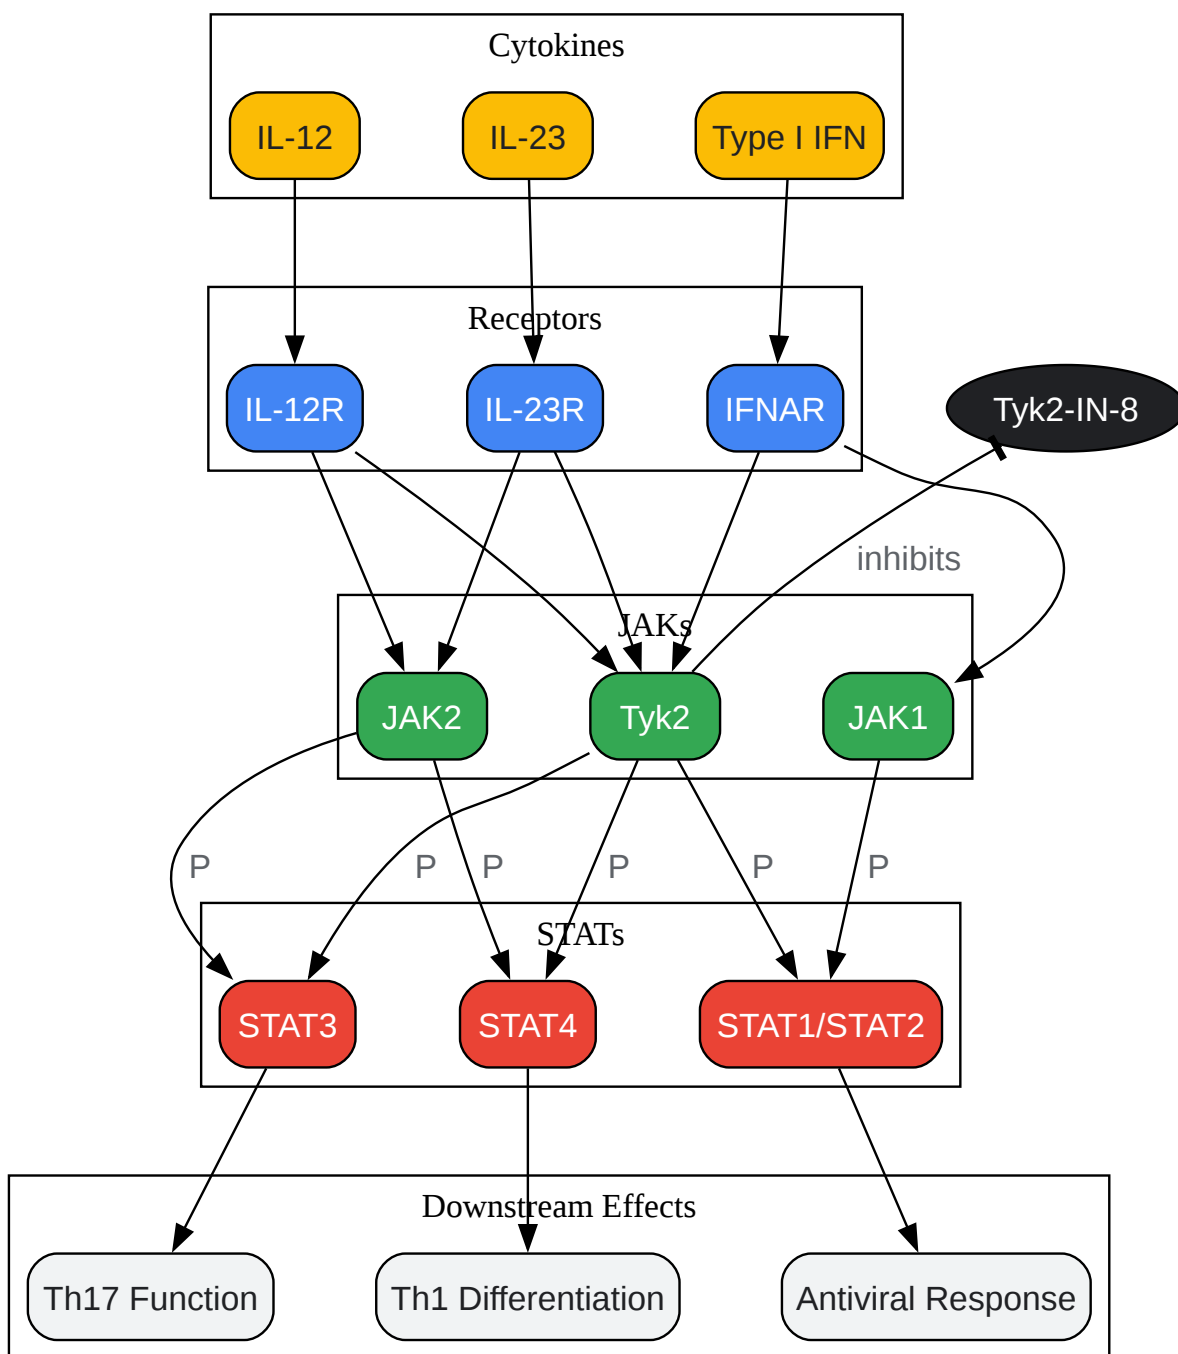 Cytokines
IL-12
IL-23
Type I IFN
Receptors
IL-12R
IL-23R
IFNAR
Tyk2-IN-8
inhibits
JAKs
JAK2
Tyk2
JAK1
P
P
P
P
P
P
STATs
STAT3
STAT4
STAT1/STAT2
Downstream Effects
Th17 Function
Th1 Differentiation
Antiviral Response